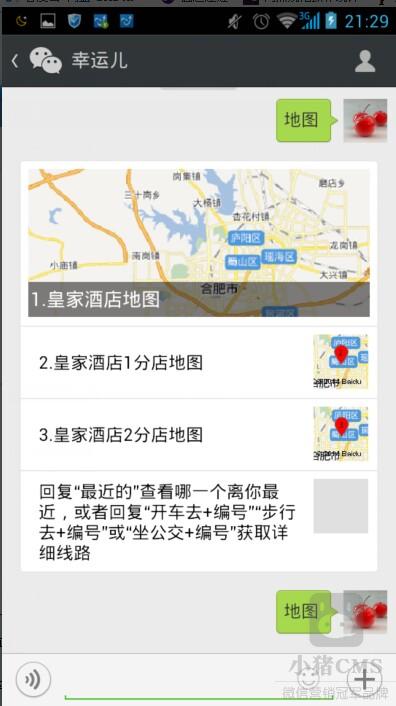 3G
21:29
幸运儿
地图
岗集镇
磨店乡
三十岗乡
大杨镇
杏花村镇
庐阳区
龙岗镇
南岗镇
蜀山区
瑶海区
小庙镇
大兴镇
合肥市
1.皇家酒店地图
2.皇家酒店1分店地图
3.皇家酒店2分店地图
回复“最近的”查看哪一个离你最
近，或者回复“开车去+编号”“步行
去+编号”或“坐公交+编号”获取详
细线路
地图
小猪CMS
微信营销冠军品牌